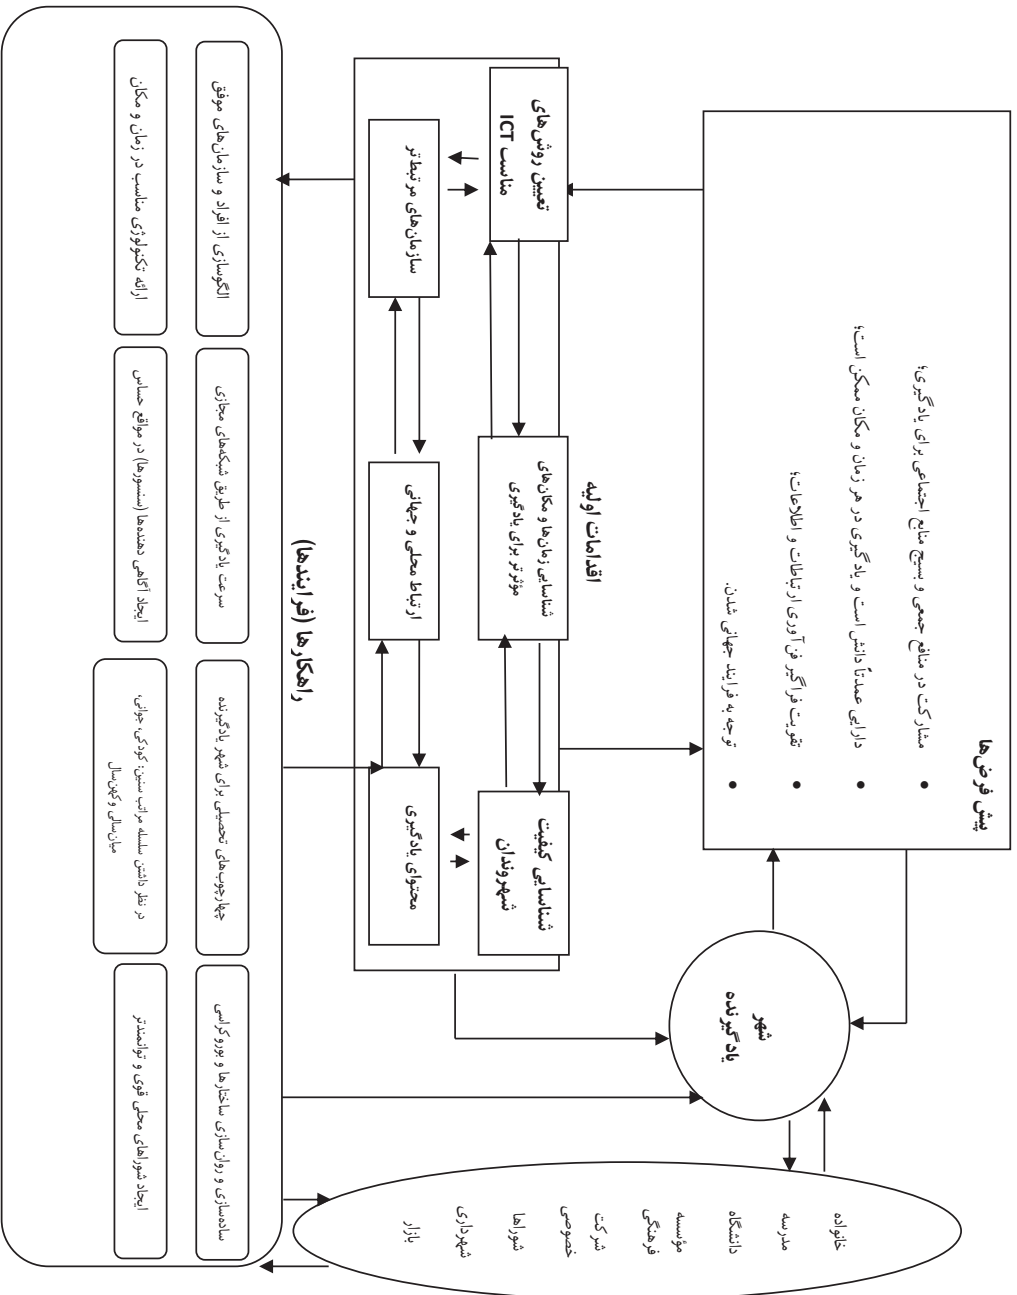 پیش فرض‌ها
• مشارکت در منافع جمعی و بسیج منابع اجتماعی برای یادگیری؛
• دارایی عمدتاً دانش است و یادگیری در هر زمان و مکان ممکن است؛
• تقویت فراگیر فن‌آوری ارتباطات و اطلاعات؛
• توجه به فرایند جهانی شدن.
شهر
یادگیرنده
خانواده
مدرسه
دانشگاه
مؤسسه
فرهنگی
شرکت
خصوصی
شوراها
شهرداری
بازار
اقدامات اولیه
تعیین روش‌های
مناسب ICT
شناسایی زمان‌ها و مکان‌های
مؤثرتر برای یادگیری
شناسایی کیفیت
شهروندان
سازمان‌های مرتبط‌تر
ارتباط محلی و جهانی
محتوای یادگیری
راهکارها (فرایندها)
الگوسازی از افراد و سازمان‌های موفق
سرعت یادگیری از طریق شبکه‌های مجازی
چهارچوب‌های تحصیلی برای شهر یادگیرنده
ساده‌سازی و روان‌سازی ساختارها و بوروکراسی
ارائه تکنولوژی مناسب در زمان و مکان
ایجاد آگاهی دهنده‌ها (سنسورها) در مواقع حساس
در نظر داشتن سلسله مراتب سنین: کودکی، جوانی،
میان‌سالی و کهن‌سال
ایجاد شوراهای محلی قوی و توانمندتر